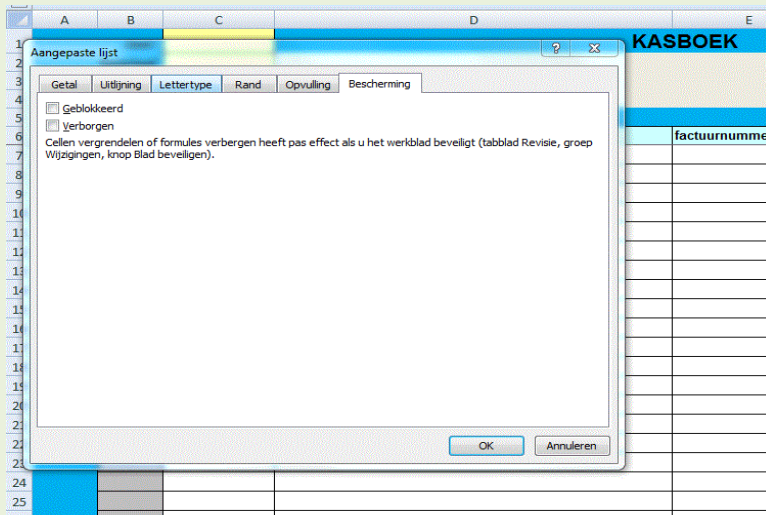 A B C D E
1 KASBOEK
Aangepaste lijst
2
3
Getal Uitlijning Lettertype Rand Opvulling Bescherming
4
Geblokkeerd
5
Verborgen
6 factuurnumme
Cellen vergrendelen of formules verbergen heeft pas effect als u het werkblad beveiligt (tabblad Revisie, groep
Wijzigingen, knop Blad beveiligen).
7
8
9
10
11
12
13
14
15
16
17
18
19
20
21
22
OK Annuleren
23
24
25